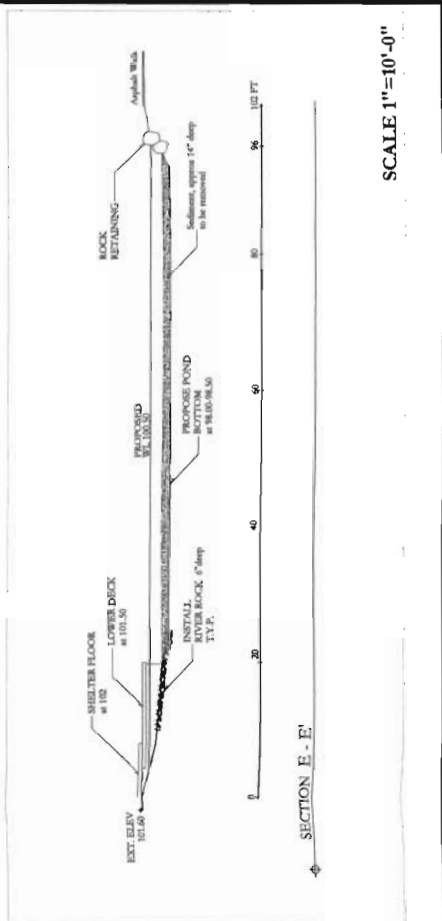 EXT. ELEV
101.60
SHELTER FLOOR
at 102
LOWER DECK
at 101.50
INSTALL
RIVER ROCK 6"deep
T.Y.P.
PROPOSED
WL 100.50
PROPOSE POND
BOTTOM
at 98.00-98.50
ROCK
RETAINING
Sediment, approx 14" deep
to be removed
Asphalt Walk
0
20
40
60
80
96
102 FT
SECTION E - E'
SCALE 1"=10'-0"